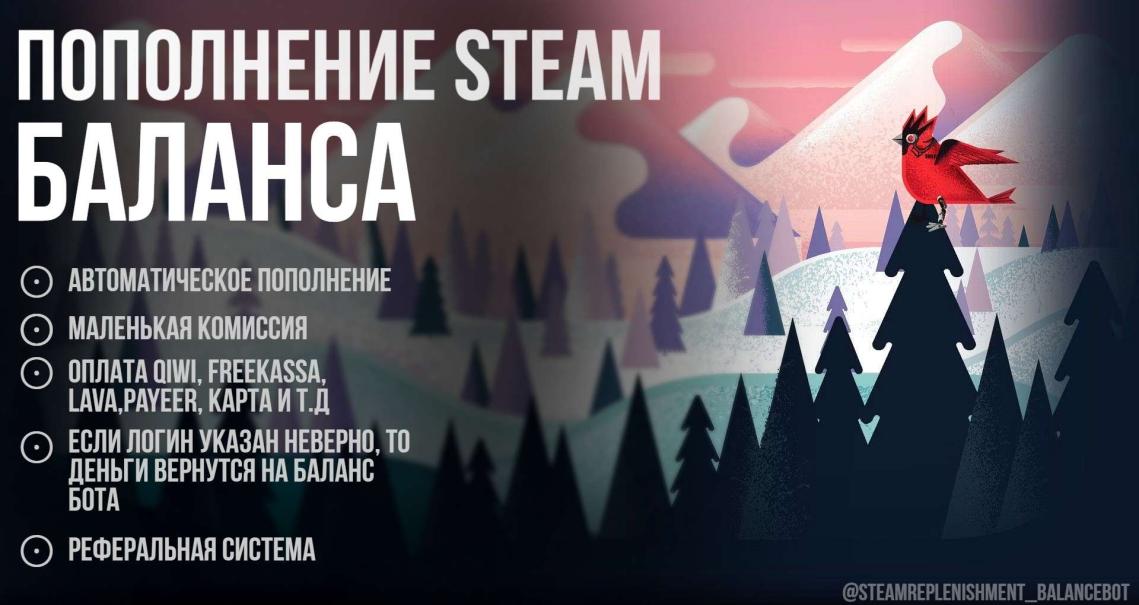 ПОПОЛНЕНИЕ STEAM
БАЛАНСА
АВТОМАТИЧЕСКОЕ ПОПОЛНЕНИЕ
МАЛЕНЬКАЯ КОМИССИЯ
ОПЛАТА QIWI, FREEKASSA,
LAVA,PAYEER, КАРТА И Т.Д
ЕСЛИ ЛОГИН УКАЗАН НЕВЕРНО, ТО
ДЕНЬГИ ВЕРНУТСЯ НА БАЛАНС
БОТА
РЕФЕРАЛЬНАЯ СИСТЕМА
@STEAMREPLENISHMENT_BALANCEBOT